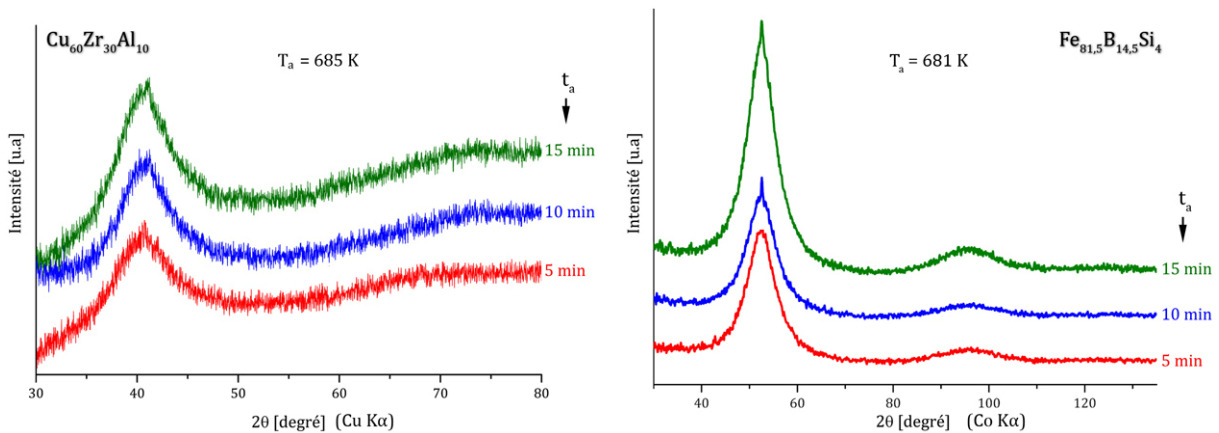 Cu60Zr30Al10
Ta = 685 K
ta
15 min
10 min
5 min
Intensité [u.a]
30 40 50 60 70 80
2θ [degré] (Cu Kα)
Fe81,5B14,5Si4
Ta = 681 K
ta
15 min
10 min
5 min
Intensité [u.a]
40 60 80 100 120
2θ [degré] (Co Kα)